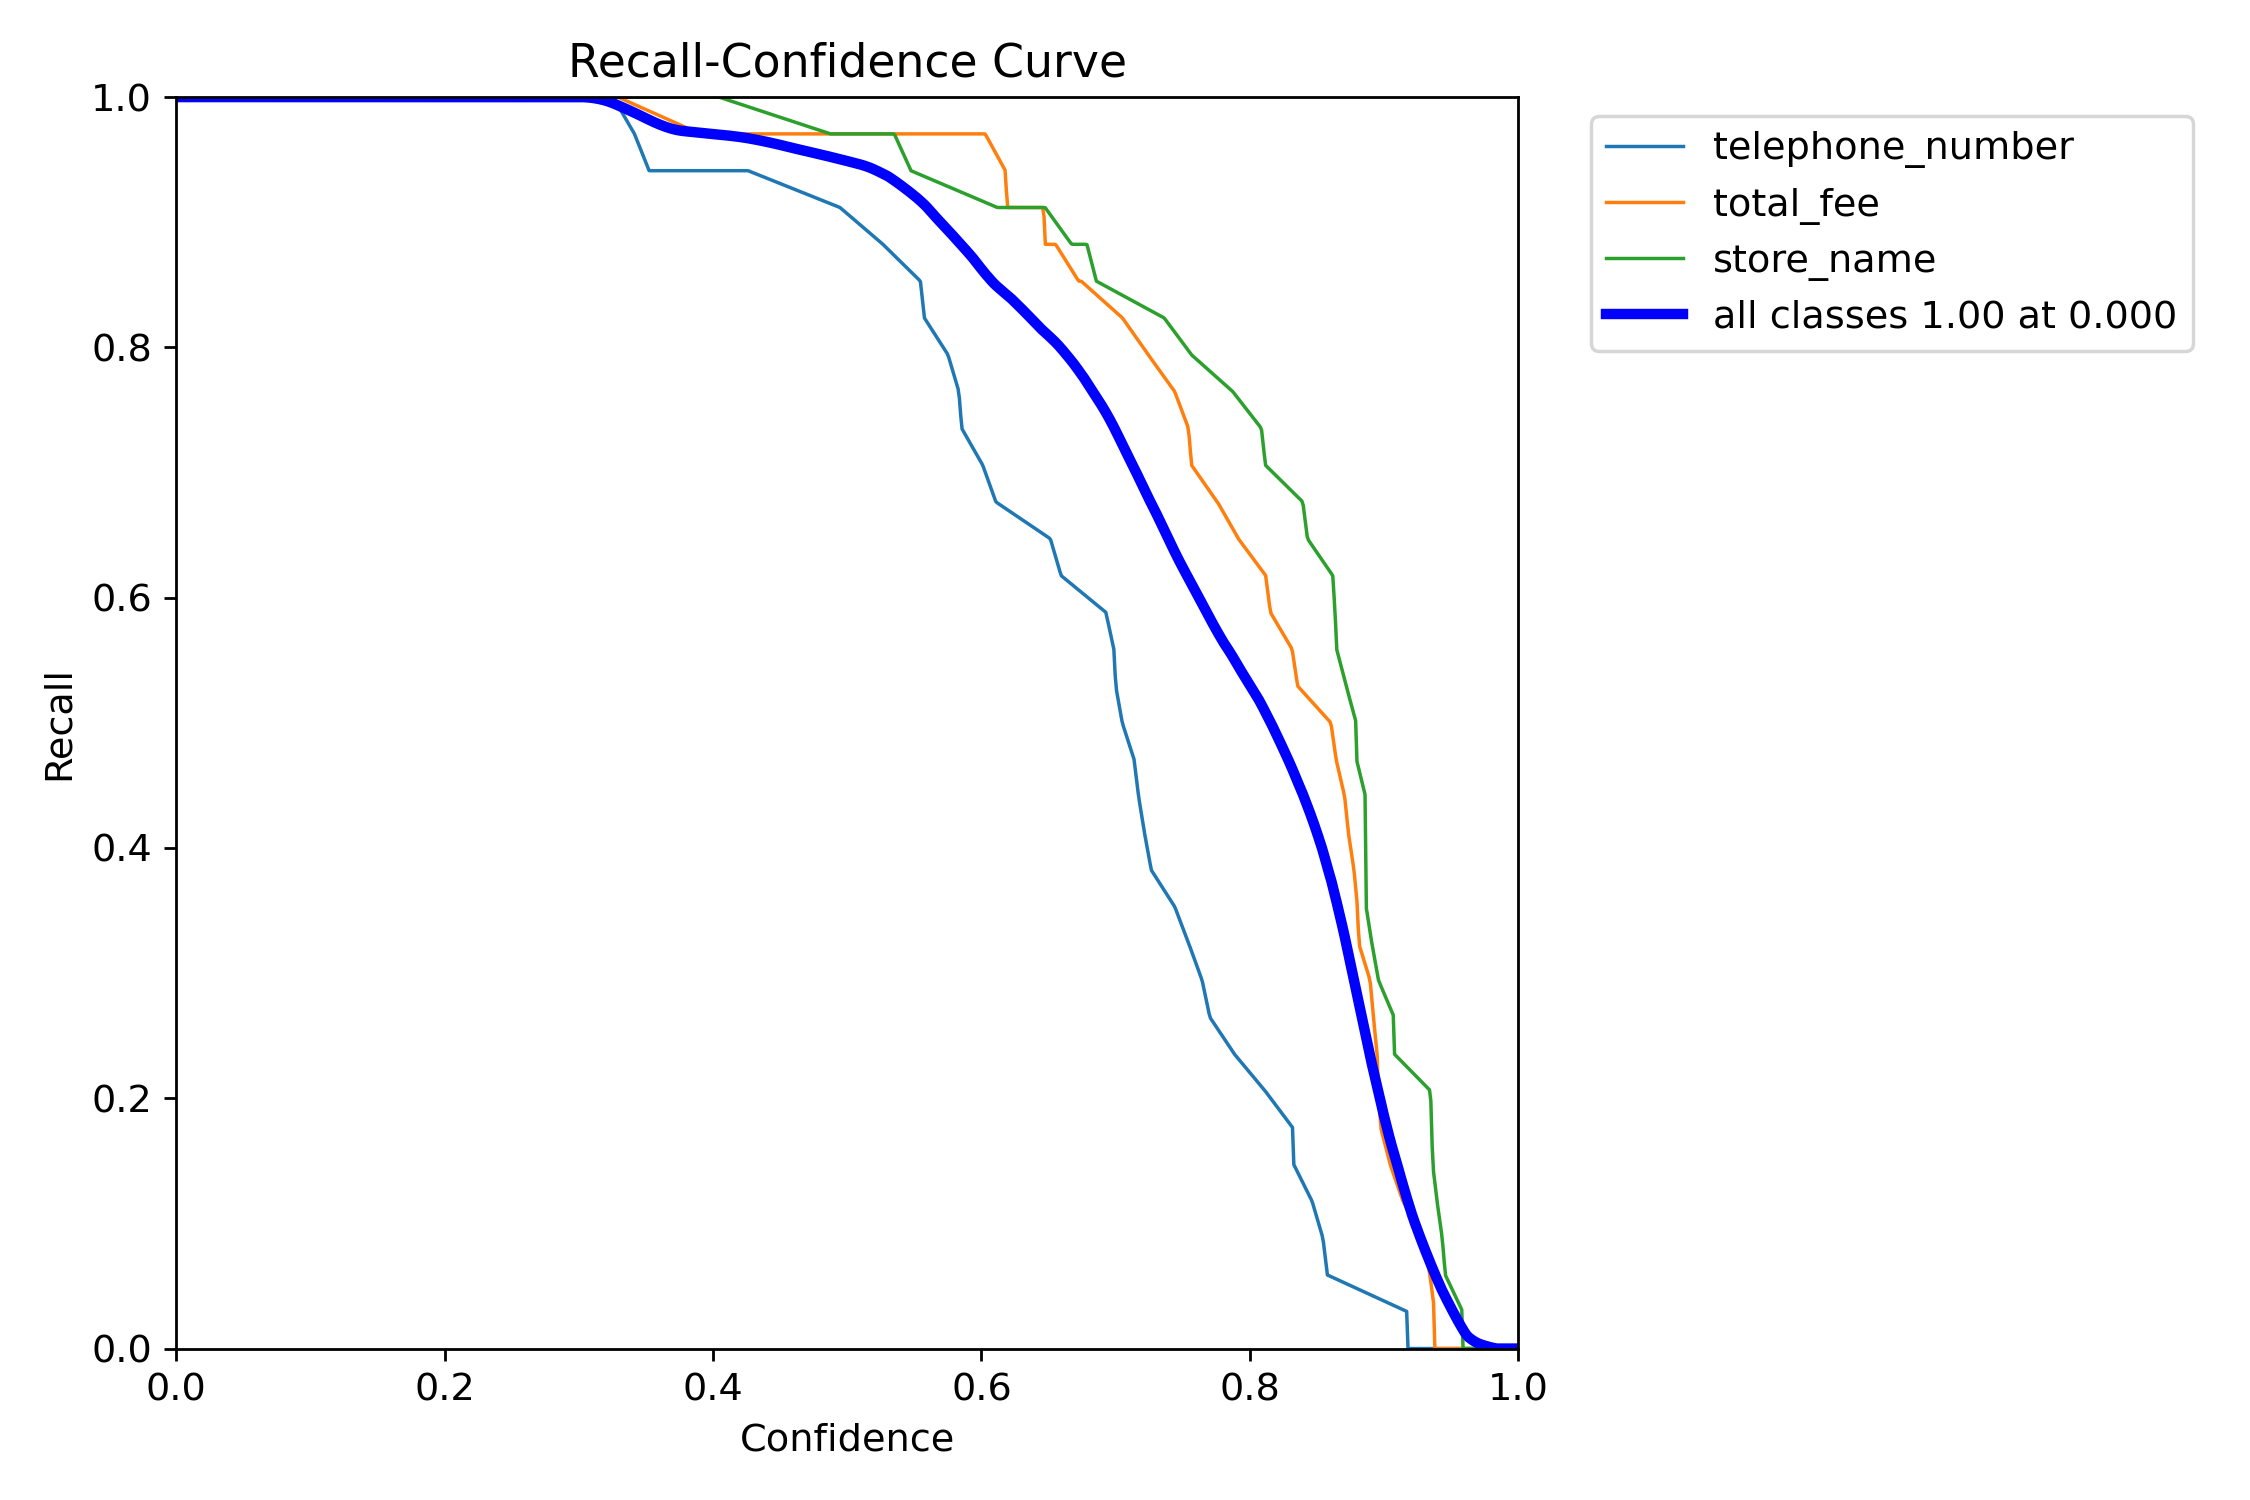 Recall-Confidence Curve
1.0
0.8
0.6
0.4
0.2
0.0
Recall
0.0 0.2 0.4 0.6 0.8 1.0
Confidence
telephone_number
total_fee
store_name
all classes 1.00 at 0.000